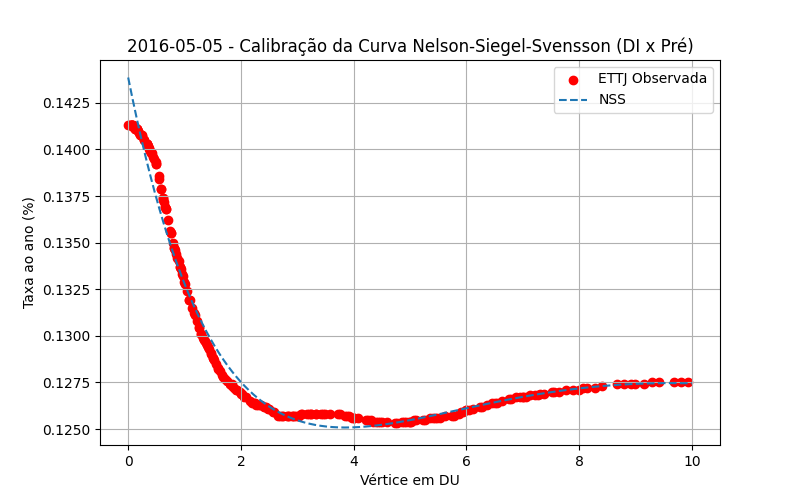 2016-05-05 - Calibração da Curva Nelson-Siegel-Svensson (DI x Pré)
ETTJ Observada
NSS
Taxa ao ano (%)
0.1425
0.1400
0.1375
0.1350
0.1325
0.1300
0.1275
0.1250
0 2 4 6 8 10
Vértice em DU